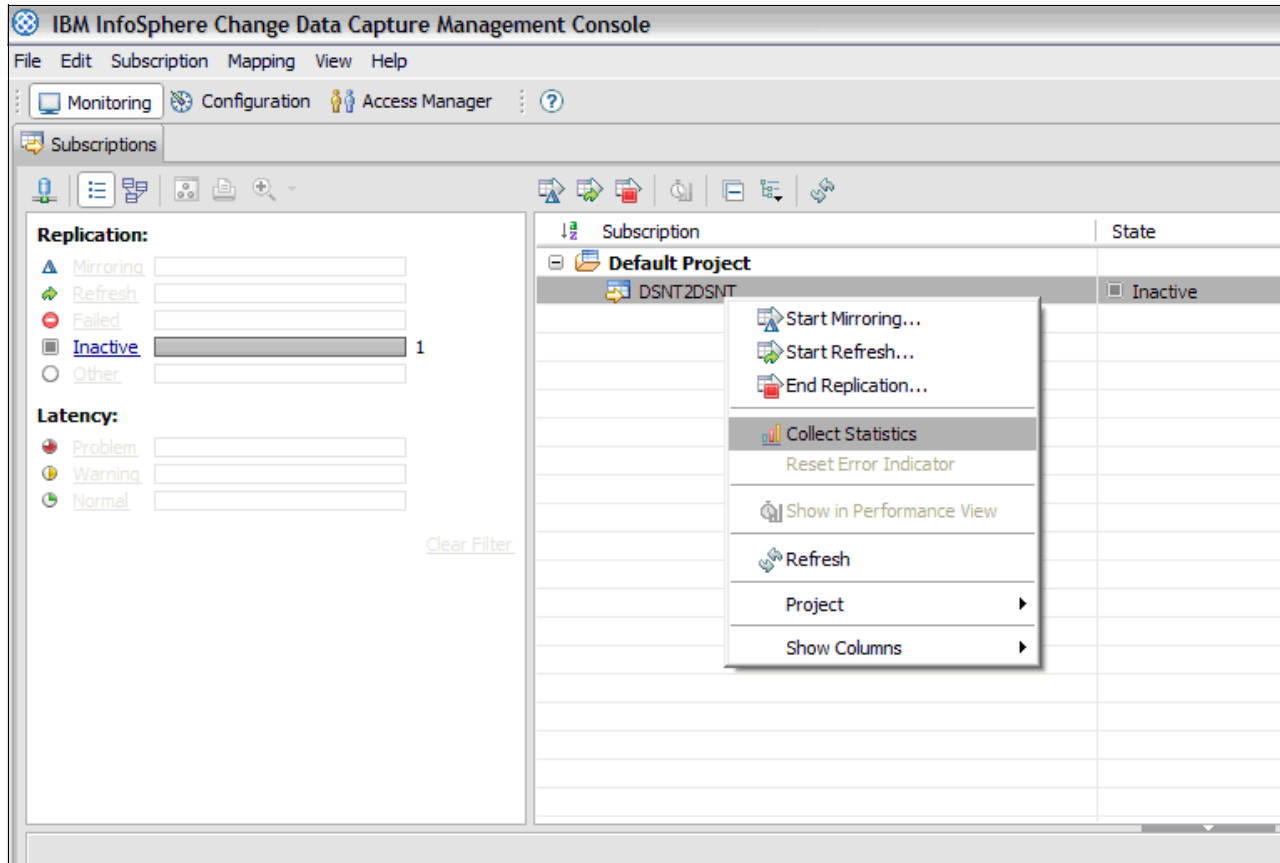 IBM InfoSphere Change Data Capture Management Console
File Edit Subscription Mapping View Help
Monitoring Configuration Access Manager ?
Subscriptions
Replication:
Mirroring
Refresh
Failed
Inactive 1
Other
Latency:
Problem
Warning
Normal
Clear Filter
Subscription State
Default Project
DSNT2DSNT Inactive
Start Mirroring...
Start Refresh...
End Replication...
Collect Statistics
Reset Error Indicator
Show in Performance View
Refresh
Project
Show Columns